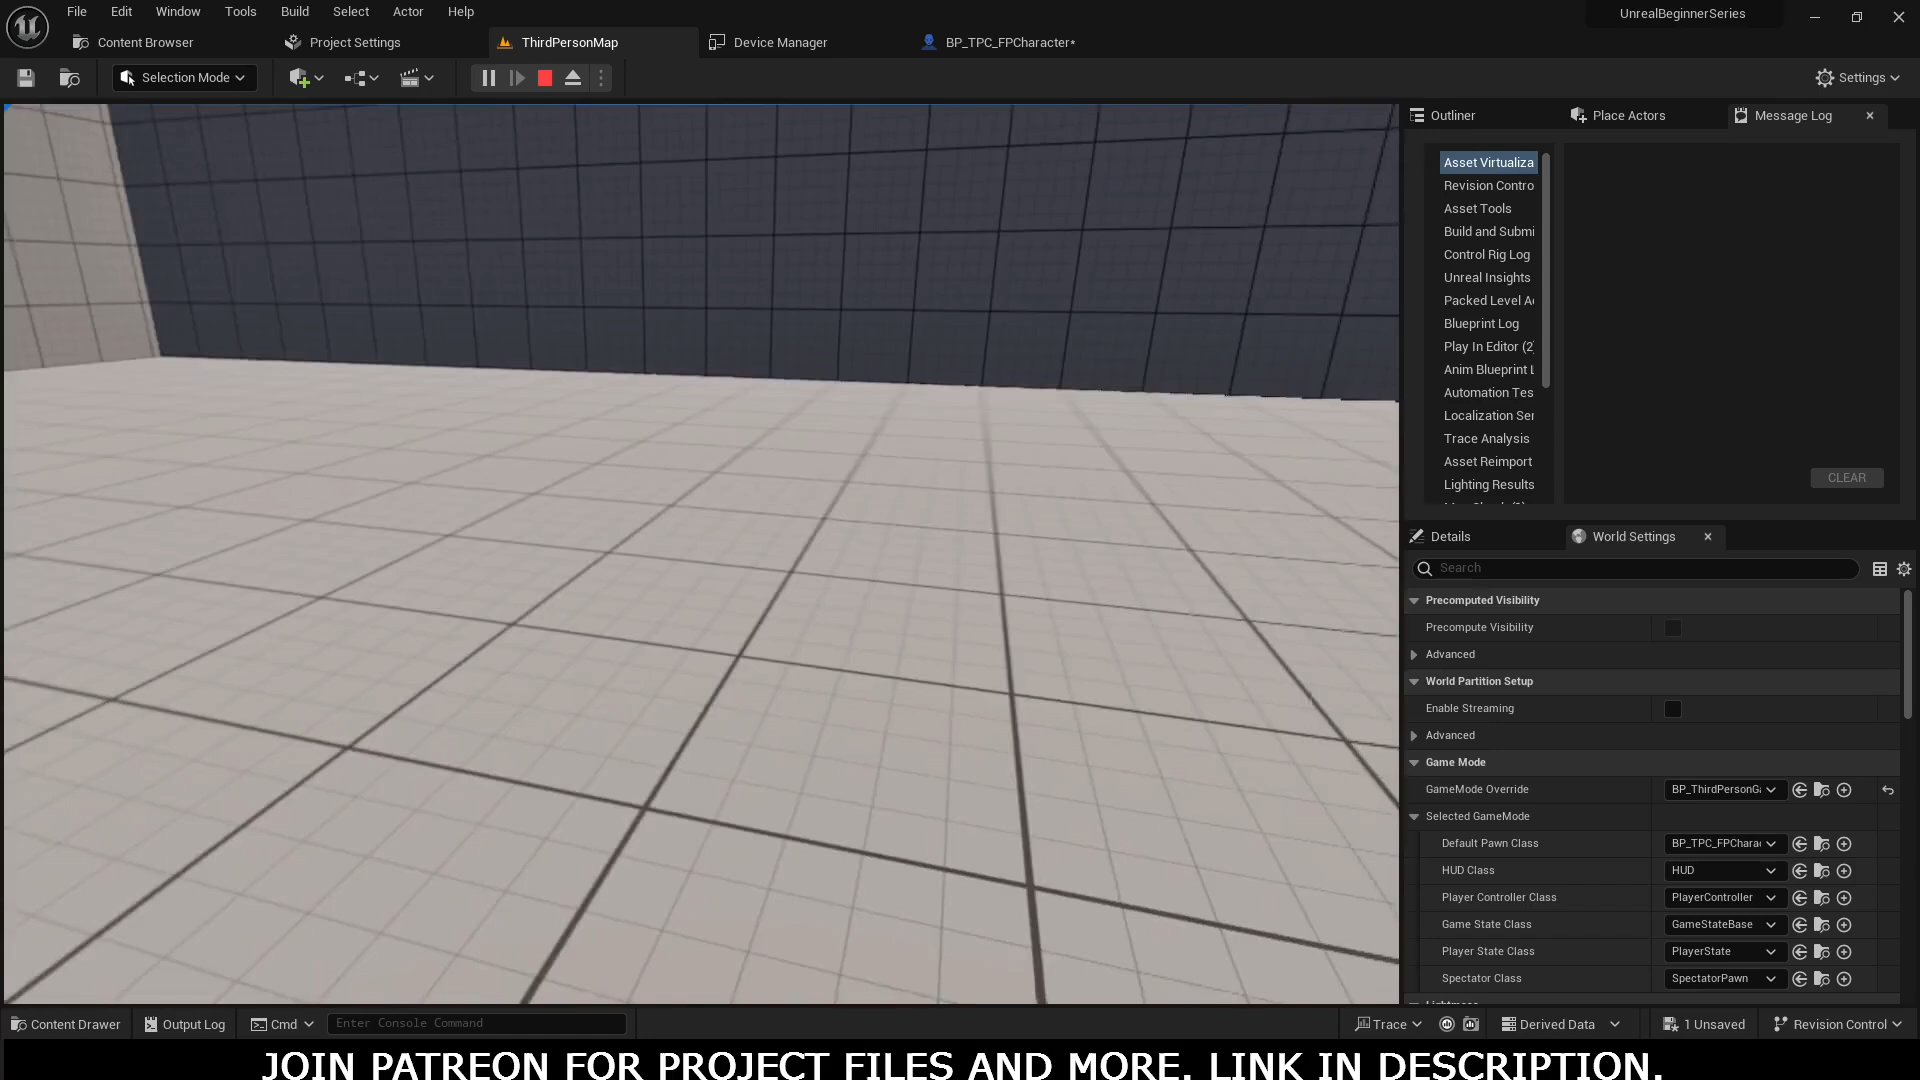 File Edit Window Tools Build Select Actor Help
UnrealBeginnerSeries
Content Browser
Project Settings
ThirdPersonMap
Device Manager
BP_TPC_FPCharacter*
Selection Mode
Settings
Outliner
Place Actors
Message Log
Asset Virtualiza
Revision Contro
Asset Tools
Build and Submi
Control Rig Log
Unreal Insights
Packed Level A
Blueprint Log
Play In Editor (2
Anim Blueprint L
Automation Tes
Localization Ser
Trace Analysis
Asset Reimport
Lighting Results
CLEAR
Details
World Settings
Search
Precomputed Visibility
Precompute Visibility
Advanced
World Partition Setup
Enable Streaming
Advanced
Game Mode
GameMode Override BP_ThirdPersonGa
Selected GameMode
Default Pawn Class BP_TPC_FPCharac
HUD Class HUD
Player Controller Class PlayerController
Game State Class GameStateBase
Player State Class PlayerState
Spectator Class SpectatorPawn
Content Drawer
Output Log
Cmd
Enter Console Command
Trace
Derived Data
1 Unsaved
Revision Control
JOIN PATREON FOR PROJECT FILES AND MORE. LINK IN DESCRIPTION.